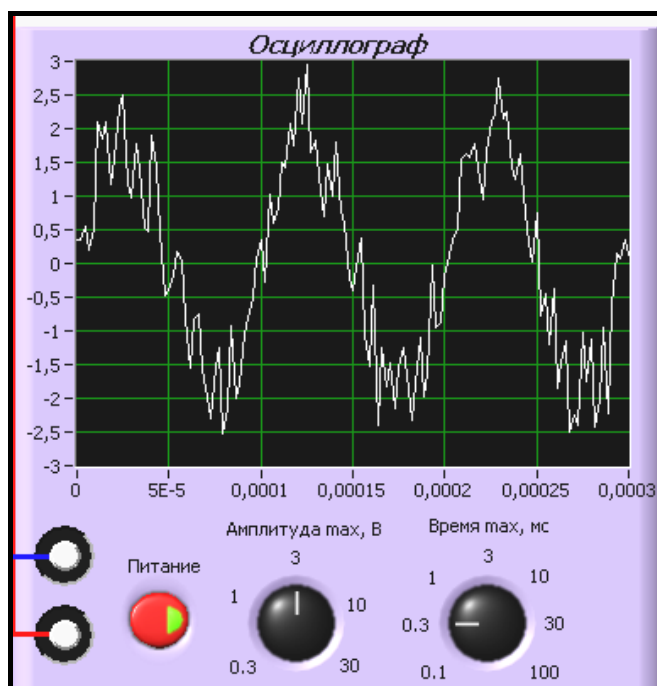 Осциллограф
3
2,5
2
1,5
1
0,5
0
-0,5
-1
-1,5
-2
-2,5
-3
0 5E-5 0,0001 0,00015 0,0002 0,00025 0,0003
Питание
Амплитуда max, В
0.3 1 3 10 30
Время max, мс
0.1 0.3 1 3 10 30 100